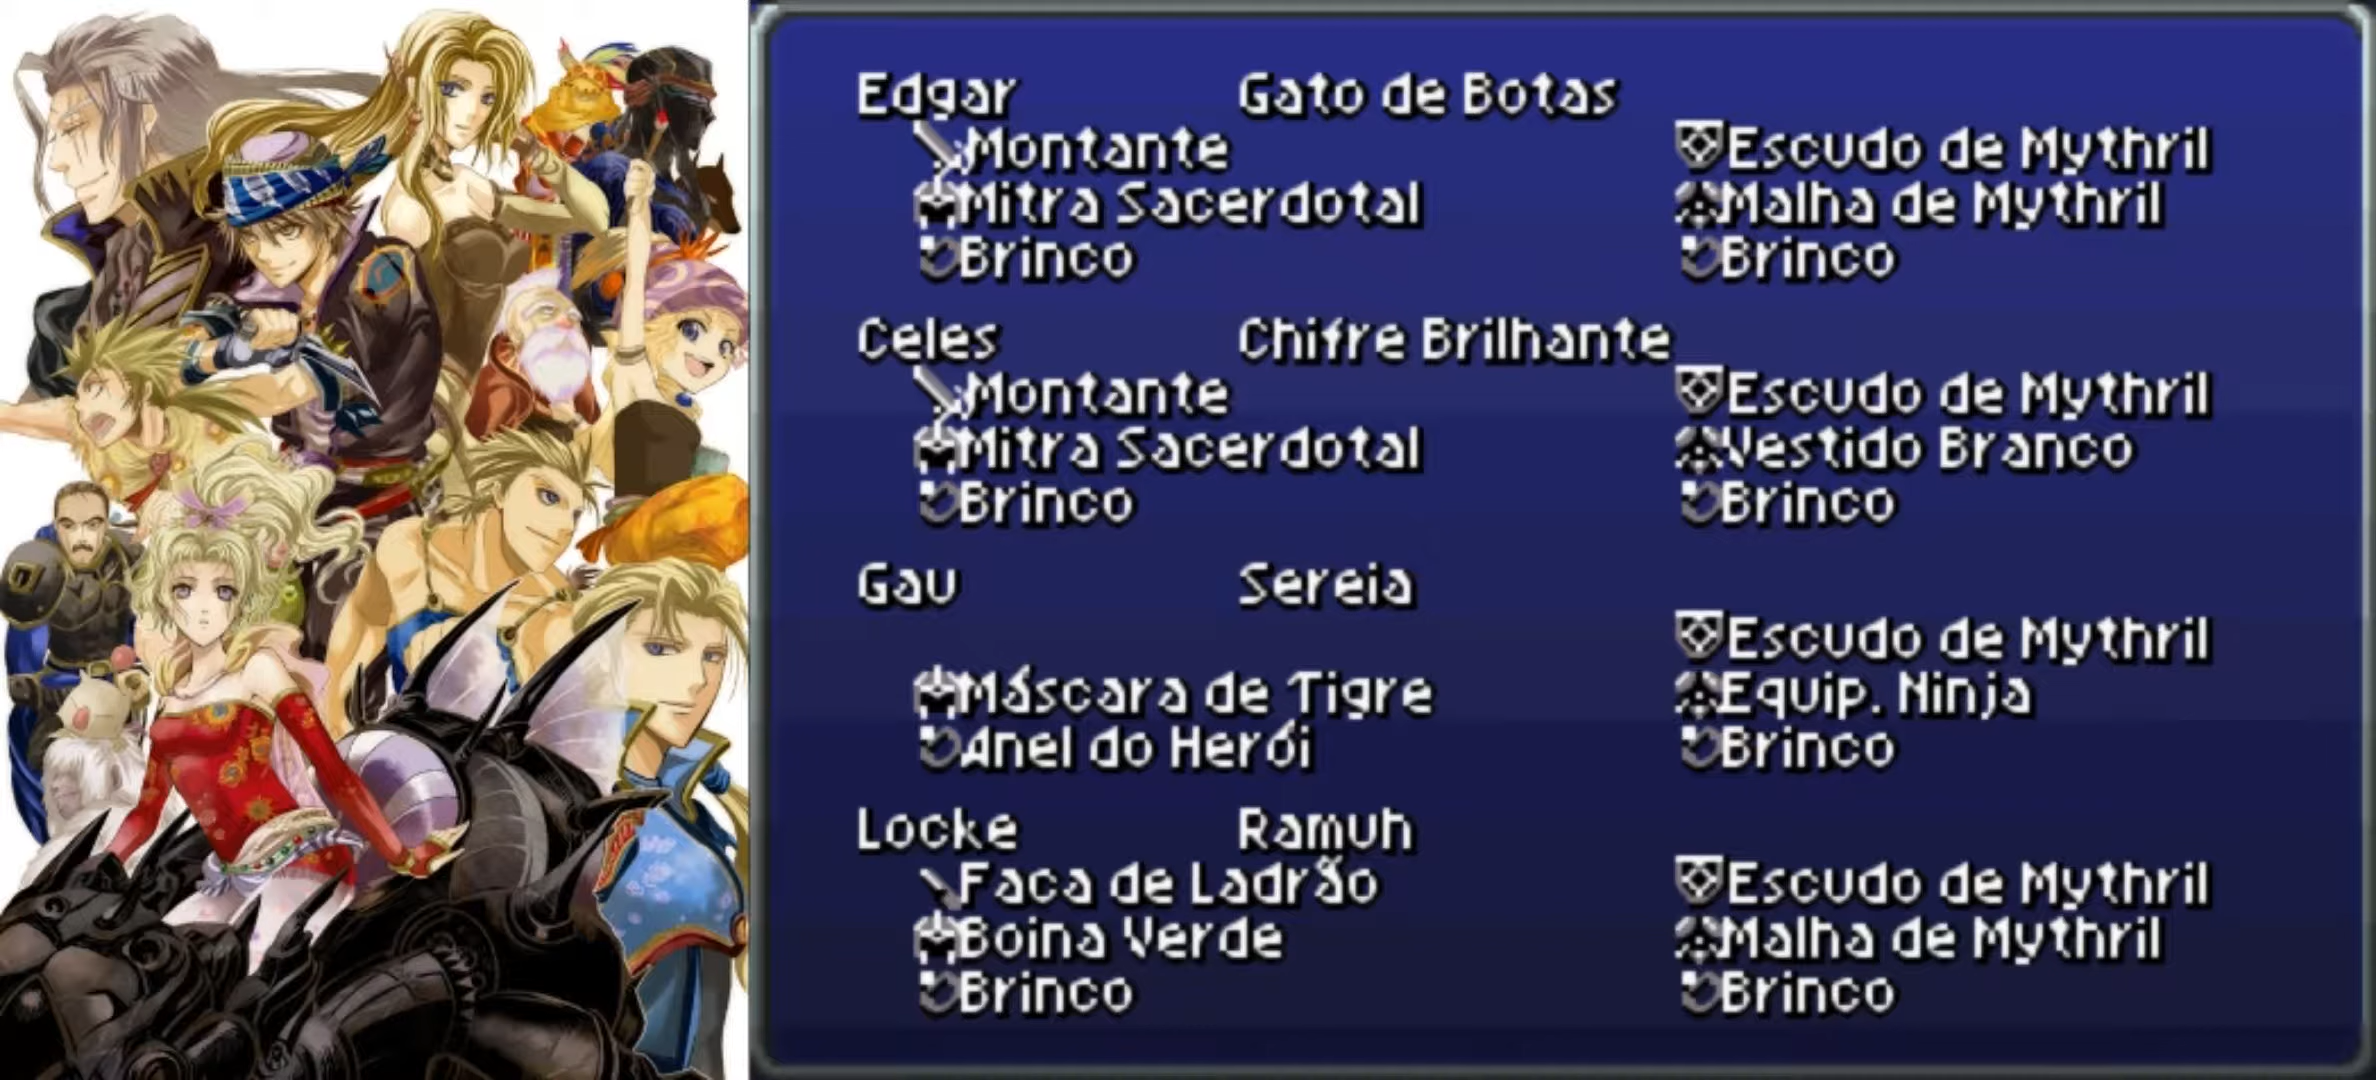 Edgar Gato de Botas
Montante Escudo de Mythril
Mitra Sacerdotal Malha de Mythril
Brinco Brinco
Celes Chifre Brilhante
Montante Escudo de Mythril
Mitra Sacerdotal Vestido Branco
Brinco Brinco
Gau Sereia
Escudo de Mythril
Máscara de Tigre Equip. Ninja
Anel do Herói Brinco
Locke Ramuh
Faca de Ladrão Escudo de Mythril
Boina Verde Malha de Mythril
Brinco Brinco